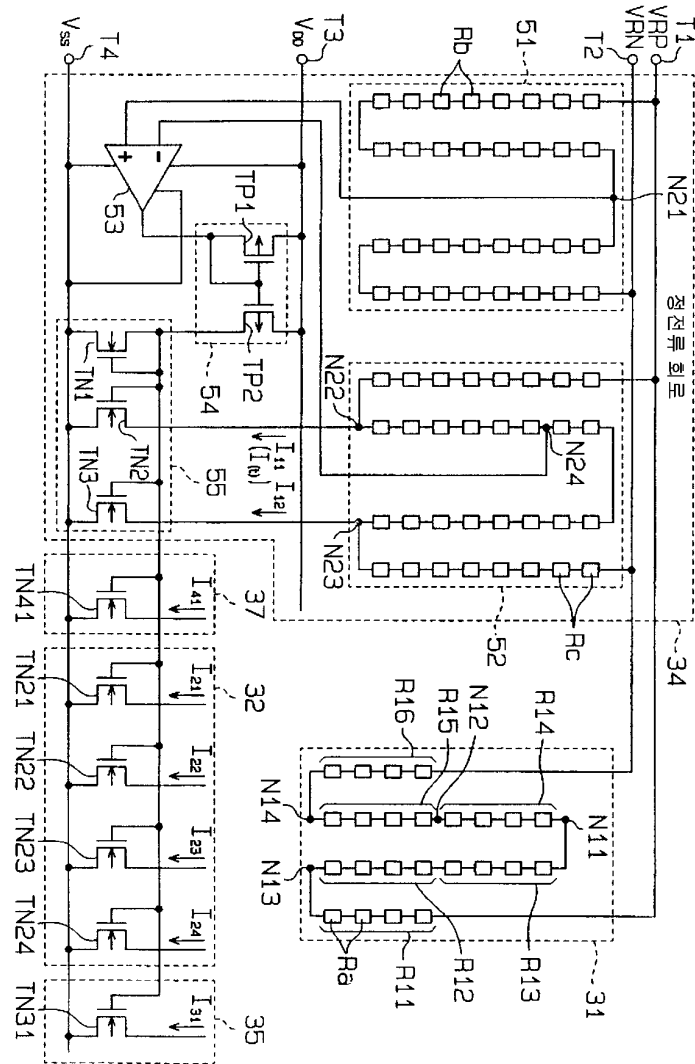 T1
VRP
VRN
T2
T3
V_DD
T4
V_SS
51
Rb
N21
정전류 회로
53
+
−
TP1
TP2
54
N22
N24
N23
Rc
52
34
TN1
TN2
TN3
55
I11
(I(t))
I12
I41
37
TN41
I21
32
TN21
I22
TN22
I23
TN23
I24
TN24
I31
35
TN31
R16
R15
N12
R14
N14
N11
N13
Ra
R11
R12
R13
31